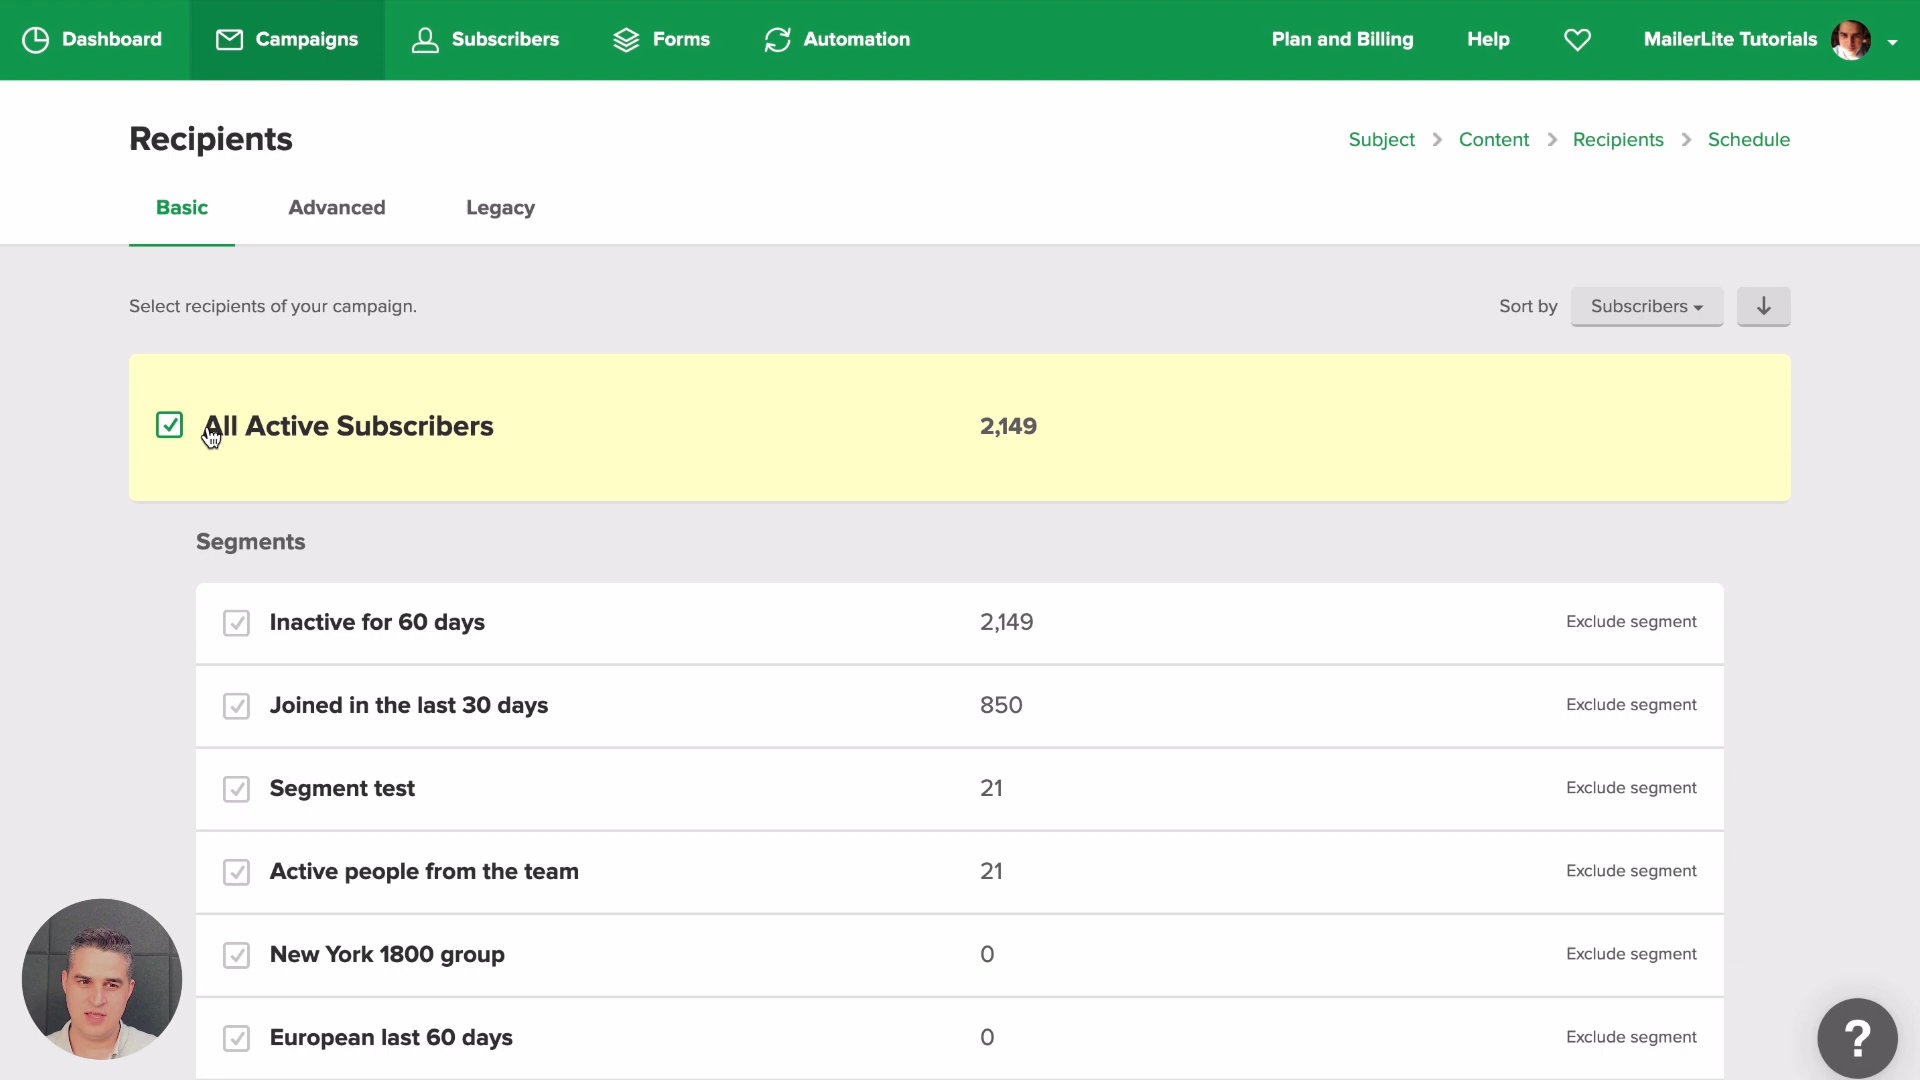 Dashboard
Campaigns
Subscribers
Forms
Automation
Plan and Billing
Help
MailerLite Tutorials
Recipients
Subject > Content > Recipients > Schedule
Basic
Advanced
Legacy
Select recipients of your campaign.
Sort by
Subscribers
All Active Subscribers 2,149
Segments
Inactive for 60 days 2,149 Exclude segment
Joined in the last 30 days 850 Exclude segment
Segment test 21 Exclude segment
Active people from the team 21 Exclude segment
New York 1800 group 0 Exclude segment
European last 60 days 0 Exclude segment
?